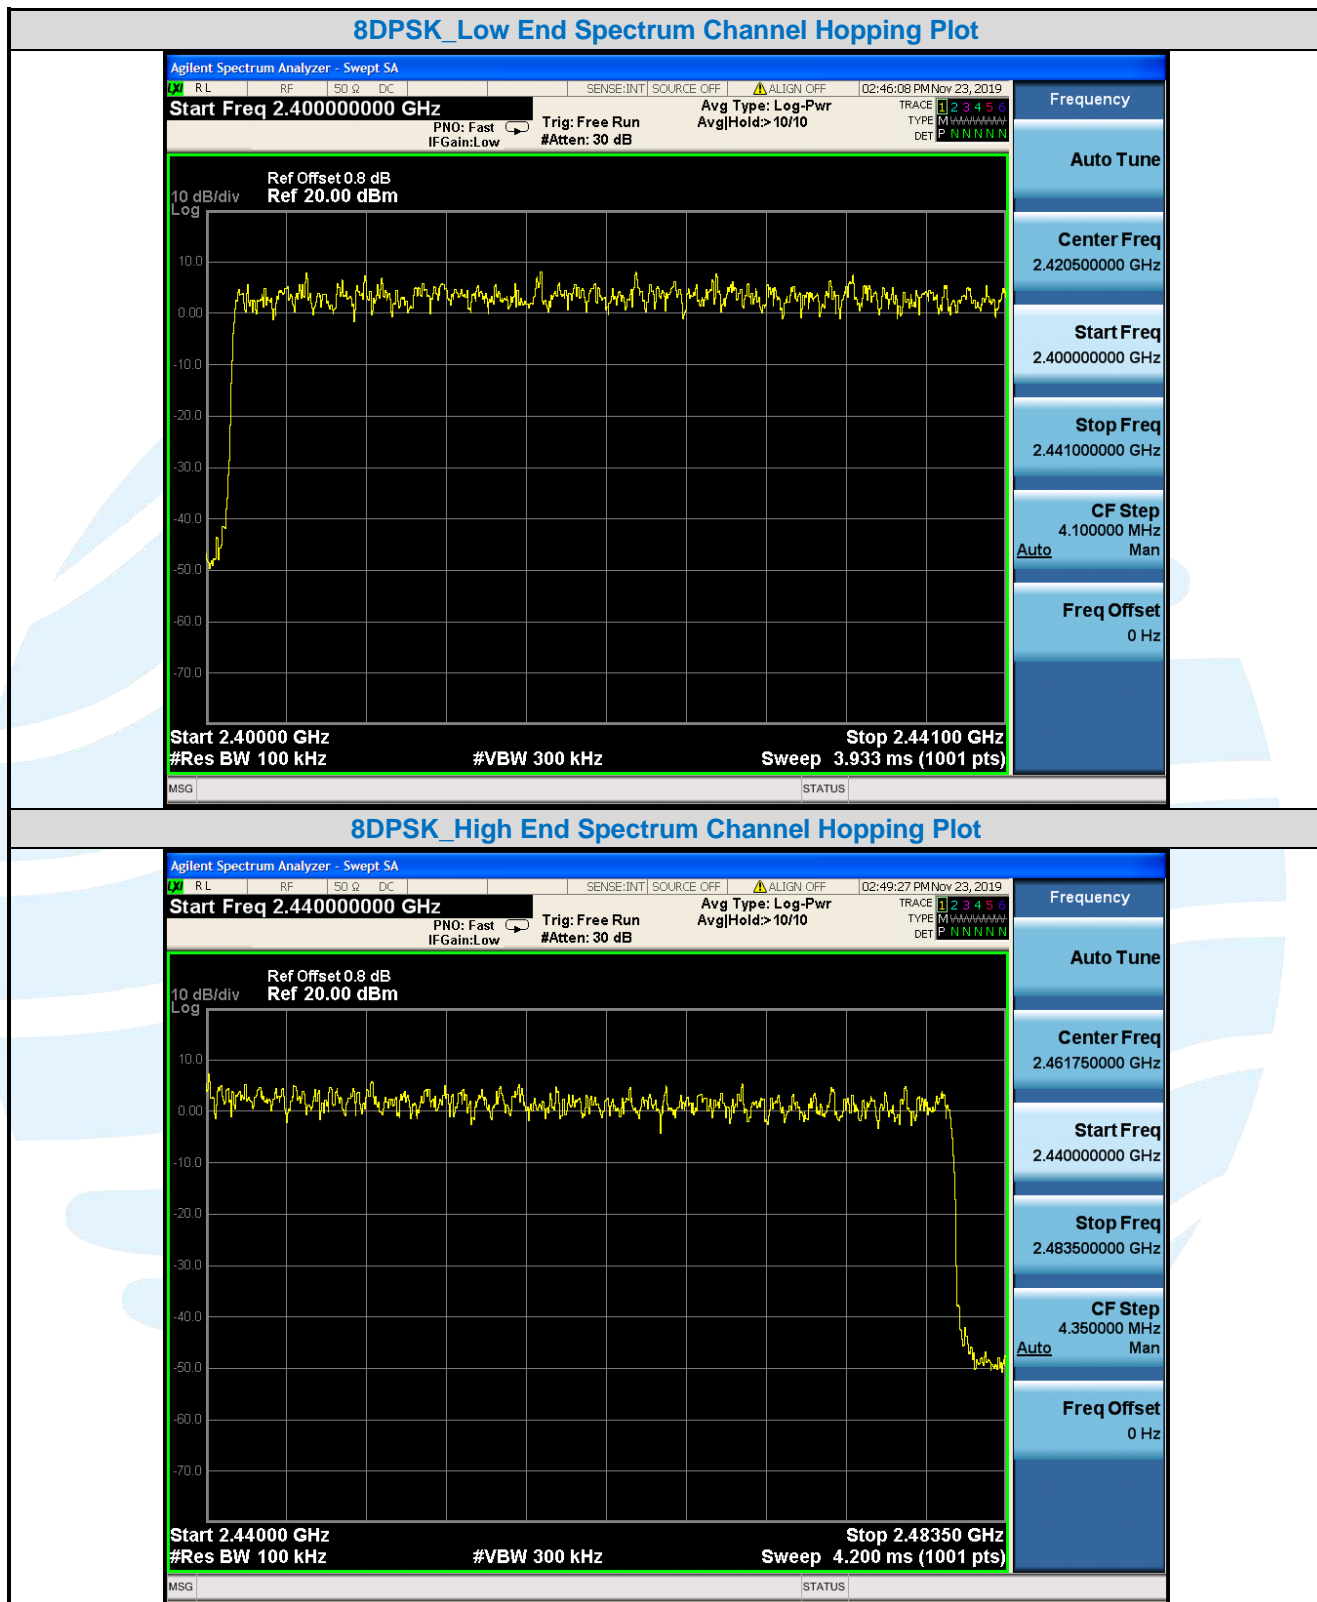 8DPSK_Low End Spectrum Channel Hopping Plot
Agilent Spectrum Analyzer - Swept SA
LXI RL RF 50 Ω DC SENSE:INT SOURCE OFF ALIGN OFF 02:46:08 PM Nov 23, 2019
Start Freq 2.400000000 GHz
PNO: Fast
IFGain:Low
Trig: Free Run
#Atten: 30 dB
Avg Type: Log-Pwr
Avg|Hold:> 10/10
TRACE 1 2 3 4 5 6
TYPE M WWWWW
DET P N N N N N
Ref Offset 0.8 dB
10 dB/div Ref 20.00 dBm
Log
10.0
0.00
-10.0
-20.0
-30.0
-40.0
-50.0
-60.0
-70.0
Start 2.40000 GHz Stop 2.44100 GHz
#Res BW 100 kHz #VBW 300 kHz Sweep 3.933 ms (1001 pts)
MSG STATUS
Frequency
Auto Tune
Center Freq
2.420500000 GHz
Start Freq
2.400000000 GHz
Stop Freq
2.441000000 GHz
CF Step
4.100000 MHz
Auto Man
Freq Offset
0 Hz
8DPSK_High End Spectrum Channel Hopping Plot
Agilent Spectrum Analyzer - Swept SA
LXI RL RF 50 Ω DC SENSE:INT SOURCE OFF ALIGN OFF 02:49:27 PM Nov 23, 2019
Start Freq 2.440000000 GHz
PNO: Fast
IFGain:Low
Trig: Free Run
#Atten: 30 dB
Avg Type: Log-Pwr
Avg|Hold:> 10/10
TRACE 1 2 3 4 5 6
TYPE M WWWWW
DET P N N N N N
Ref Offset 0.8 dB
10 dB/div Ref 20.00 dBm
Log
10.0
0.00
-10.0
-20.0
-30.0
-40.0
-50.0
-60.0
-70.0
Start 2.44000 GHz Stop 2.48350 GHz
#Res BW 100 kHz #VBW 300 kHz Sweep 4.200 ms (1001 pts)
MSG STATUS
Frequency
Auto Tune
Center Freq
2.461750000 GHz
Start Freq
2.440000000 GHz
Stop Freq
2.483500000 GHz
CF Step
4.350000 MHz
Auto Man
Freq Offset
0 Hz